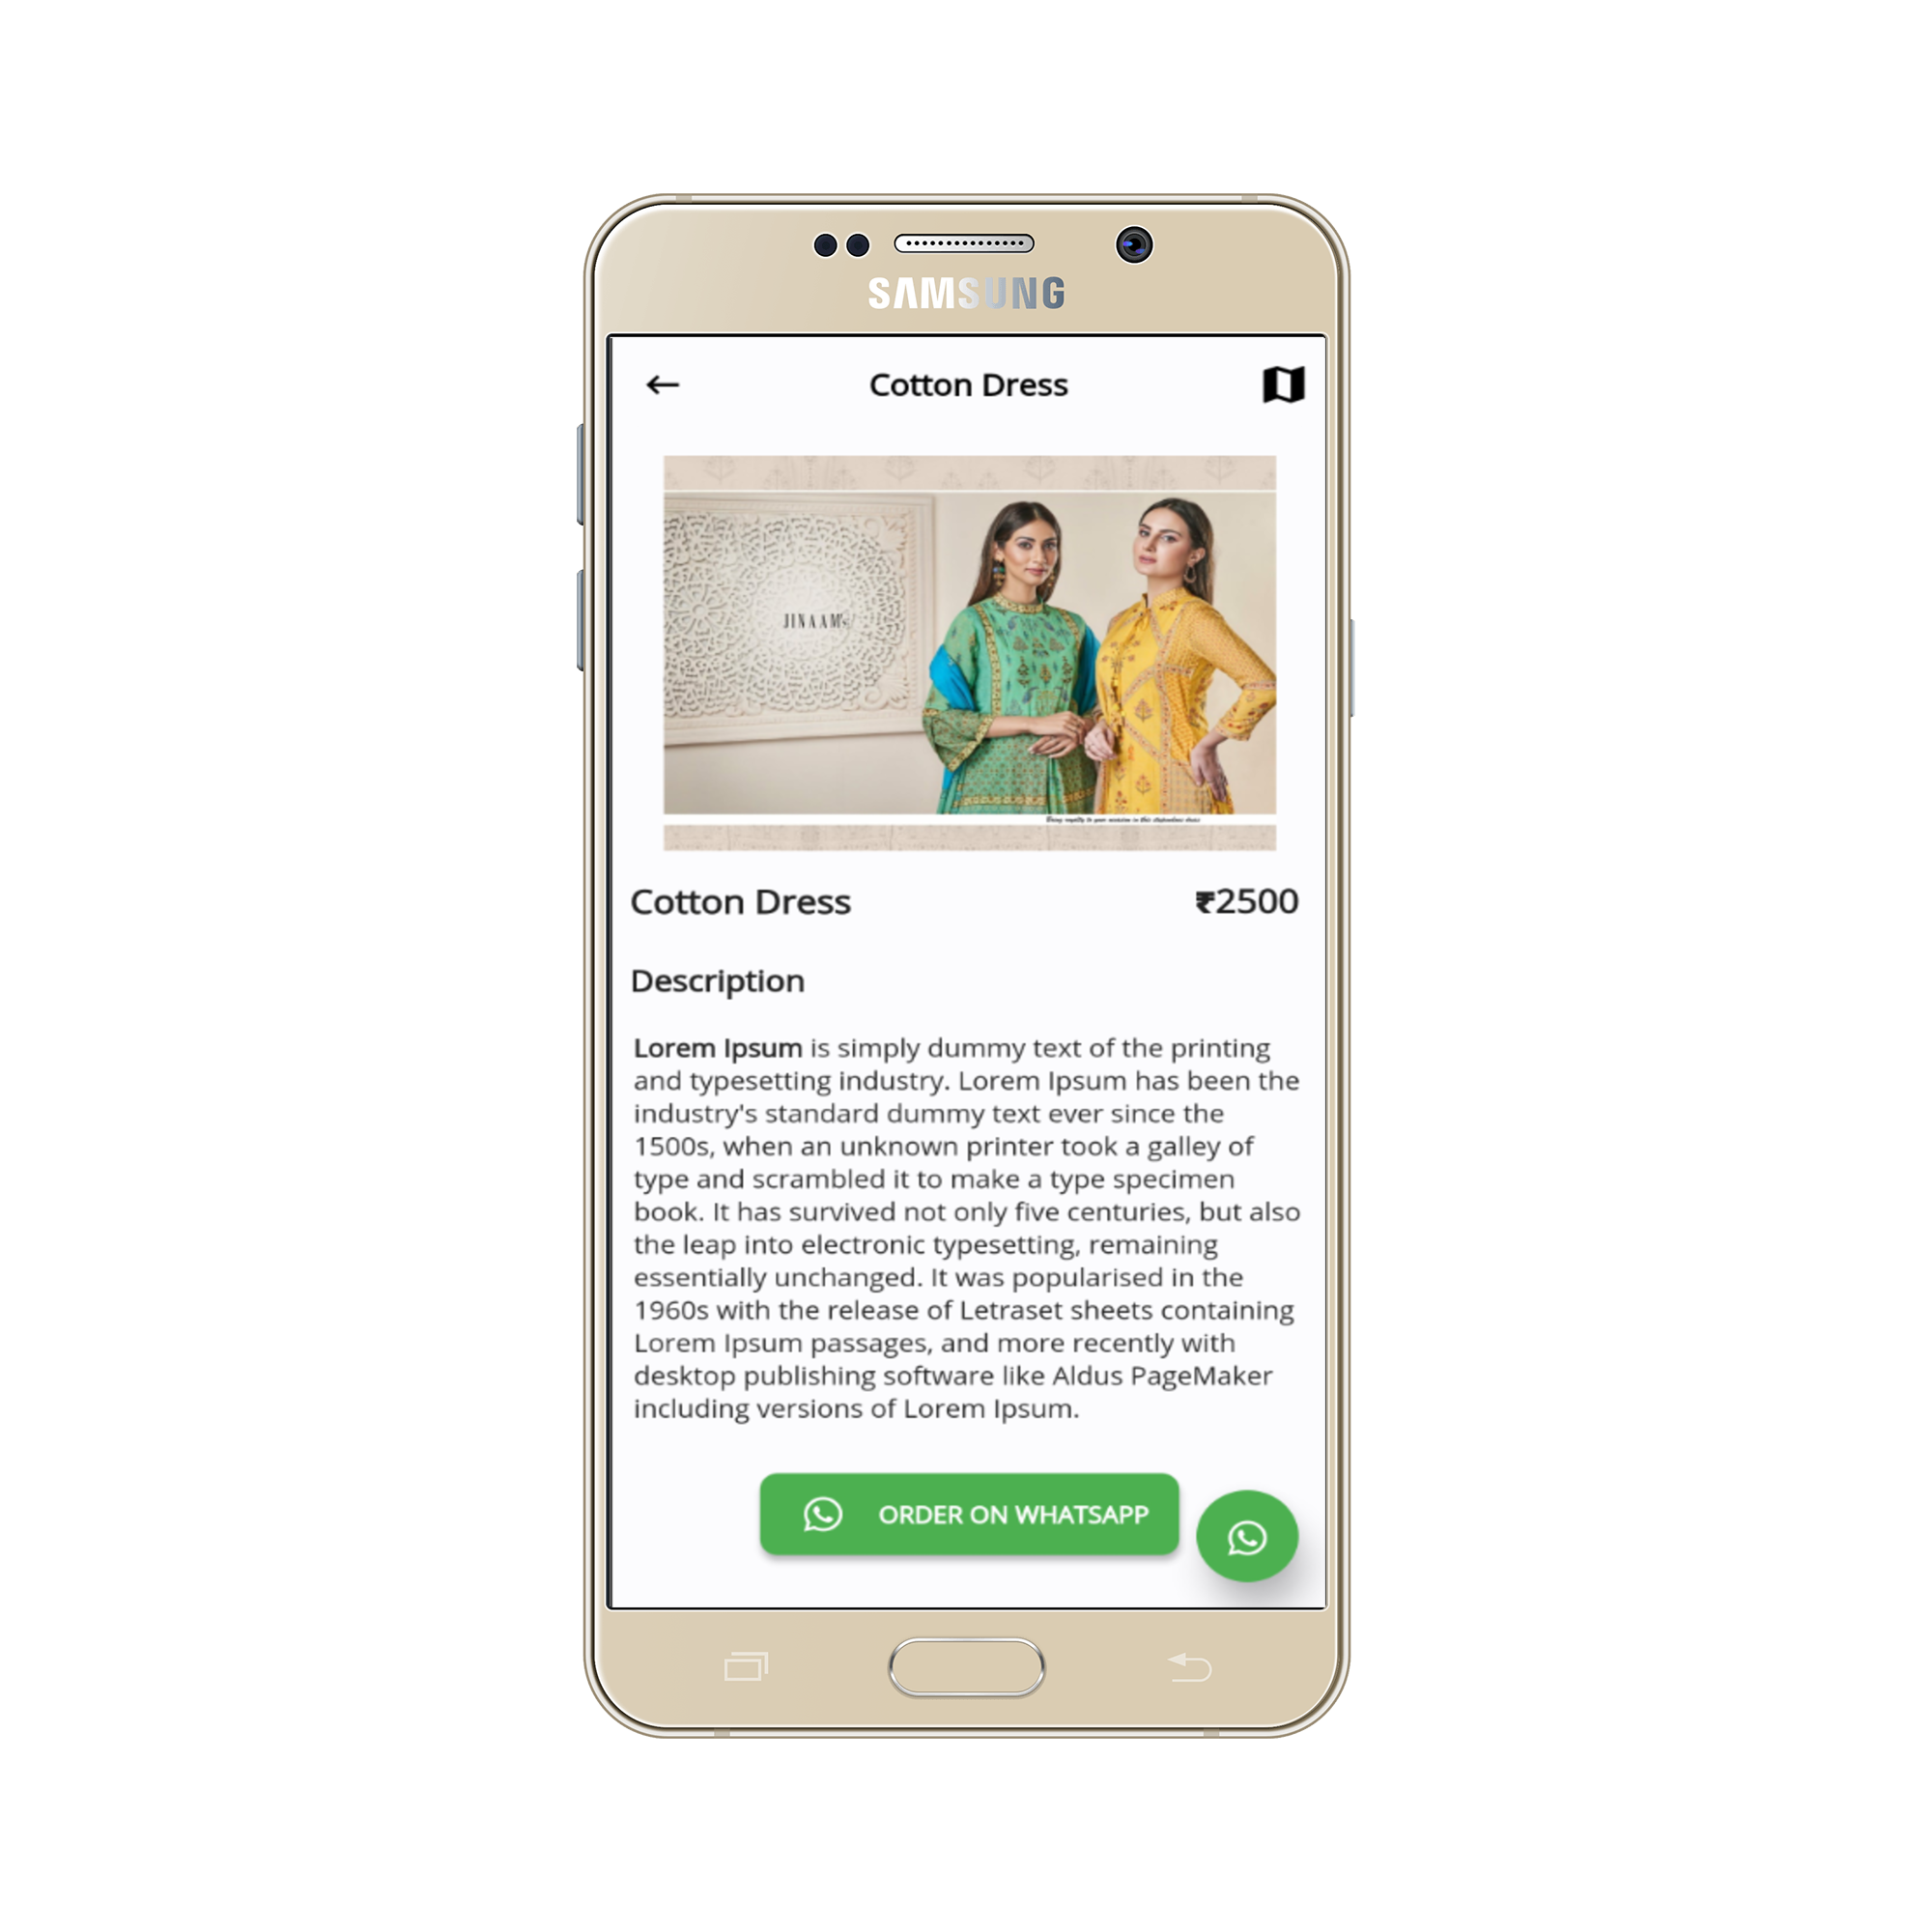 SAMSUNG
Cotton Dress
JINAAM's
Cotton Dress
₹2500
Description
Lorem Ipsum is simply dummy text of the printing
and typesetting industry. Lorem Ipsum has been the
industry's standard dummy text ever since the
1500s, when an unknown printer took a galley of
type and scrambled it to make a type specimen
book. It has survived not only five centuries, but also
the leap into electronic typesetting, remaining
essentially unchanged. It was popularised in the
1960s with the release of Letraset sheets containing
Lorem Ipsum passages, and more recently with
desktop publishing software like Aldus PageMaker
including versions of Lorem Ipsum.
ORDER ON WHATSAPP